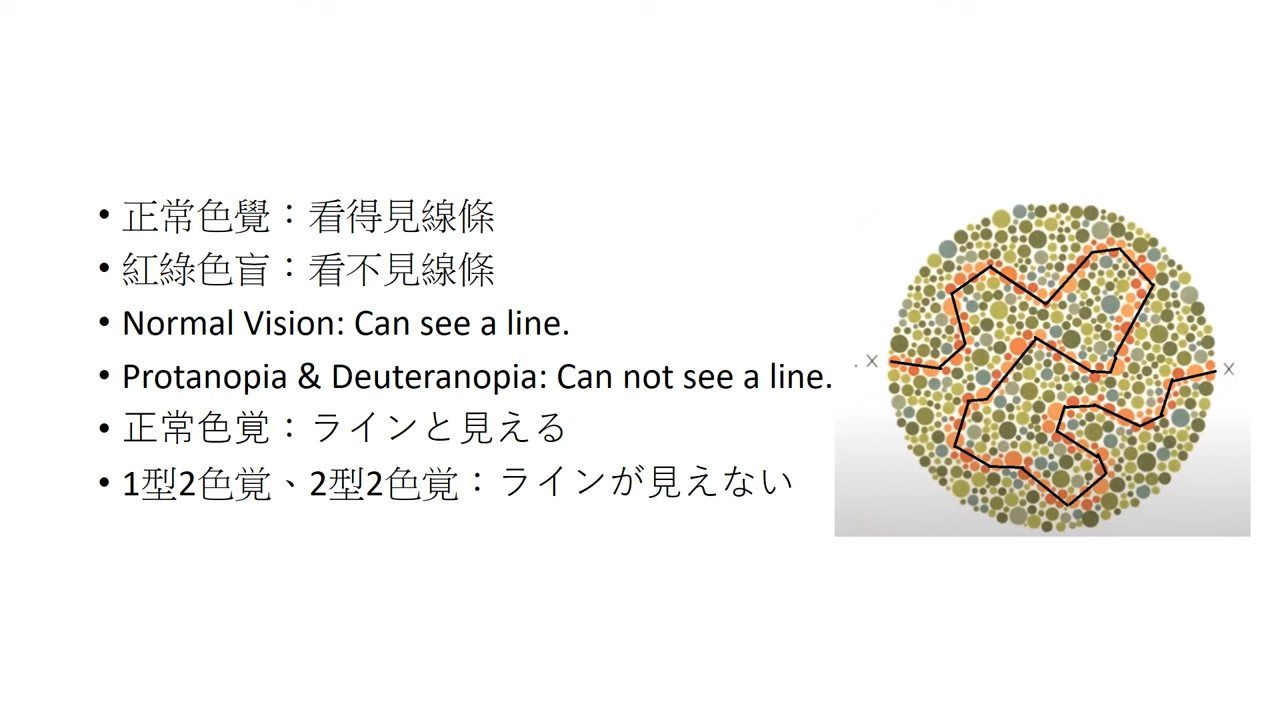 • 正常色覺：看得見線條
• 紅綠色盲：看不見線條
• Normal Vision: Can see a line.
• Protanopia & Deuteranopia: Can not see a line.
• 正常色覚：ラインと見える
• 1型2色覚、2型2色覚：ラインが見えない
x
x